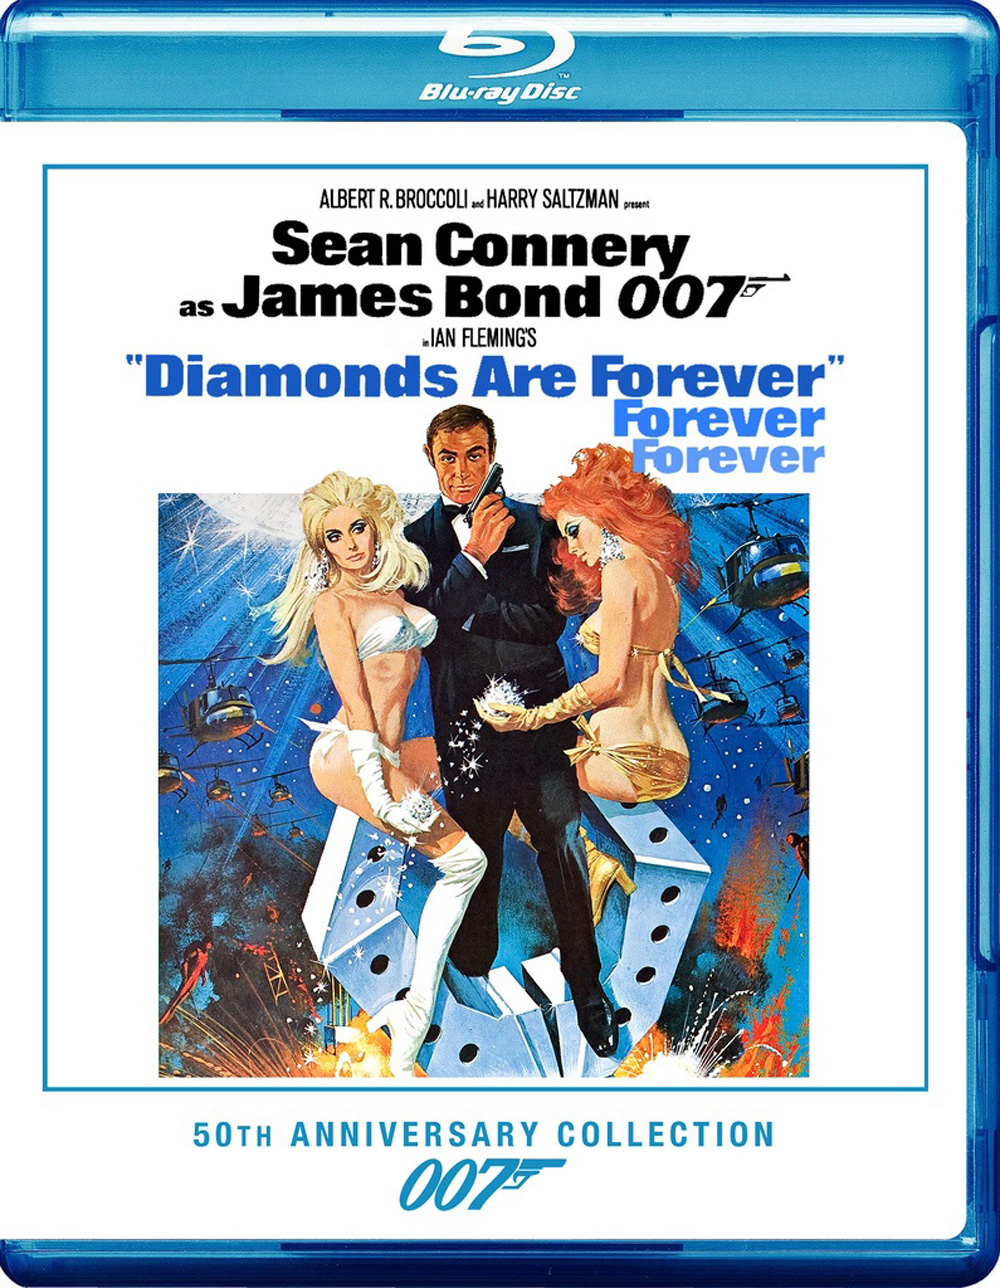 Blu-ray Disc™
ALBERT R. BROCCOLI and HARRY SALTZMAN present
Sean Connery
as James Bond 007
in IAN FLEMING'S
"Diamonds Are Forever"
Forever
Forever
50TH ANNIVERSARY COLLECTION
007